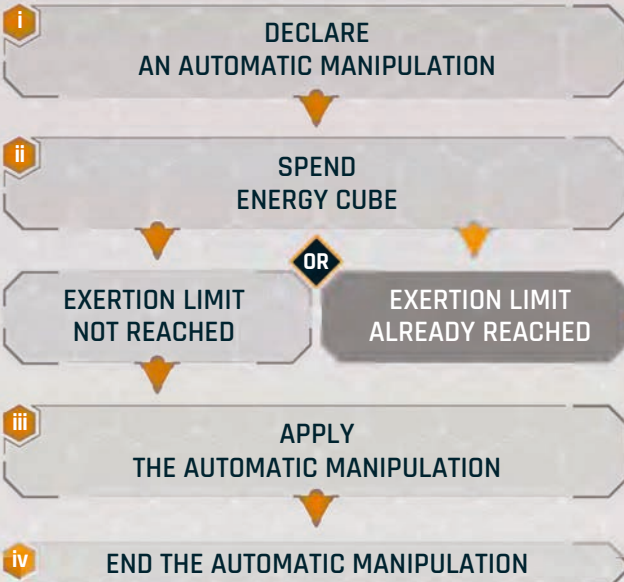 i
DECLARE
AN AUTOMATIC MANIPULATION
ii
SPEND
ENERGY CUBE
OR
EXERTION LIMIT
NOT REACHED
EXERTION LIMIT
ALREADY REACHED
iii
APPLY
THE AUTOMATIC MANIPULATION
iv
END THE AUTOMATIC MANIPULATION